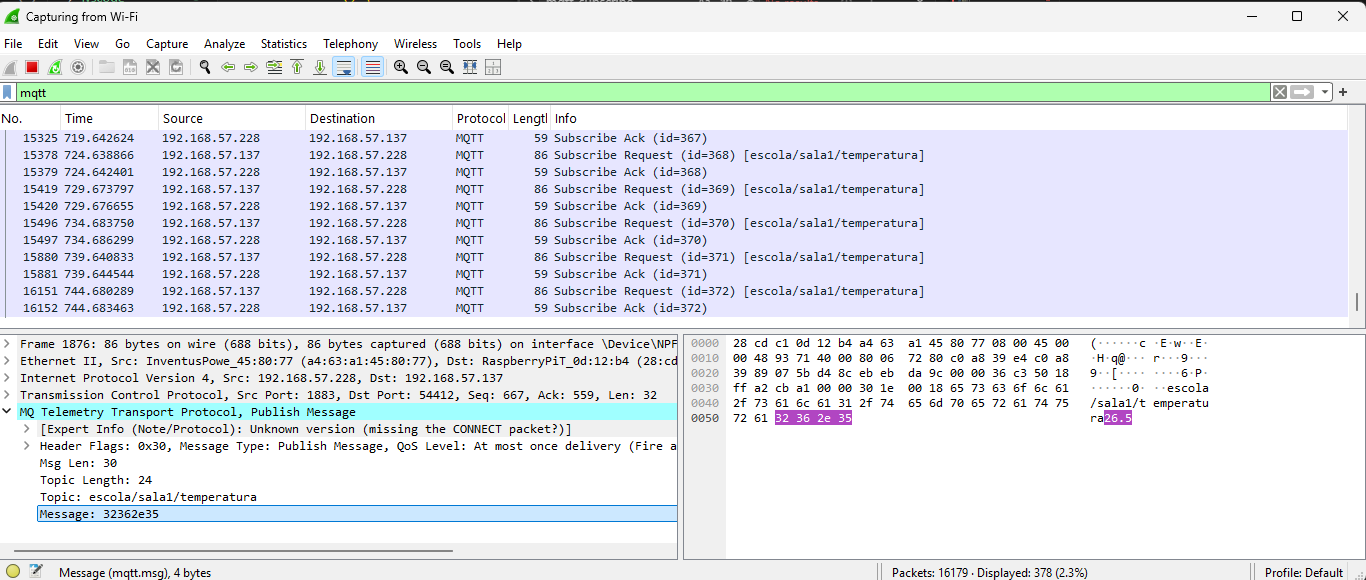 Capturing from Wi-Fi
File Edit View Go Capture Analyze Statistics Telephony Wireless Tools Help
mqtt
No. Time Source Destination Protocol Lengtl Info
15325 719.642624 192.168.57.228 192.168.57.137 MQTT 59 Subscribe Ack (id=367)
15378 724.638866 192.168.57.137 192.168.57.228 MQTT 86 Subscribe Request (id=368) [escola/sala1/temperatura]
15379 724.642401 192.168.57.228 192.168.57.137 MQTT 59 Subscribe Ack (id=368)
15419 729.673797 192.168.57.137 192.168.57.228 MQTT 86 Subscribe Request (id=369) [escola/sala1/temperatura]
15420 729.676655 192.168.57.228 192.168.57.137 MQTT 59 Subscribe Ack (id=369)
15496 734.683750 192.168.57.137 192.168.57.228 MQTT 86 Subscribe Request (id=370) [escola/sala1/temperatura]
15497 734.686299 192.168.57.228 192.168.57.137 MQTT 59 Subscribe Ack (id=370)
15880 739.640833 192.168.57.137 192.168.57.228 MQTT 86 Subscribe Request (id=371) [escola/sala1/temperatura]
15881 739.644544 192.168.57.228 192.168.57.137 MQTT 59 Subscribe Ack (id=371)
16151 744.680289 192.168.57.137 192.168.57.228 MQTT 86 Subscribe Request (id=372) [escola/sala1/temperatura]
16152 744.683463 192.168.57.228 192.168.57.137 MQTT 59 Subscribe Ack (id=372)
Frame 1876: 86 bytes on wire (688 bits), 86 bytes captured (688 bits) on interface \Device\NPF
Ethernet II, Src: InventusPowe_45:80:77 (a4:63:a1:45:80:77), Dst: RaspberryPiT_0d:12:b4 (28:cd
Internet Protocol Version 4, Src: 192.168.57.228, Dst: 192.168.57.137
Transmission Control Protocol, Src Port: 1883, Dst Port: 54412, Seq: 667, Ack: 559, Len: 32
MQ Telemetry Transport Protocol, Publish Message
[Expert Info (Note/Protocol): Unknown version (missing the CONNECT packet?)]
Header Flags: 0x30, Message Type: Publish Message, QoS Level: At most once delivery (Fire a
Msg Len: 30
Topic Length: 24
Topic: escola/sala1/temperatura
Message: 32362e35
0000 28 cd c1 0d 12 b4 a4 63 a1 45 80 77 08 00 45 00 (······c ·E·w··E·
0010 00 48 93 71 40 00 80 06 72 80 c0 a8 39 e4 c0 a8 ·H·q@··· r···9···
0020 39 89 07 5b d4 8c eb eb da 9c 00 00 36 c3 50 18 9··[···· ····6·P·
0030 ff a2 cb a1 00 00 30 1e 00 18 65 73 63 6f 6c 61 ······0· ··escola
0040 2f 73 61 6c 61 31 2f 74 65 6d 70 65 72 61 74 75 /sala1/t emperatu
0050 72 61 32 36 2e 35 ra26.5
Message (mqtt.msg), 4 bytes Packets: 16179 · Displayed: 378 (2.3%) Profile: Default